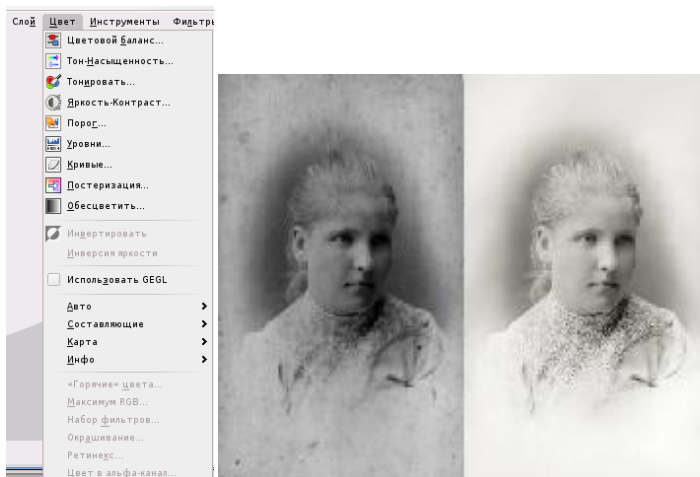 Слой Цвет Инструменты Фильтры
Цветовой баланс...
Тон-Насыщенность...
Тонировать...
Яркость-Контраст...
Порог...
Уровни...
Кривые...
Постеризация...
Обесцветить...
Инвертировать
Инверсия яркости
Использовать GEGL
Авто
Составляющие
Карта
Инфо
«Горячие» цвета...
Максимум RGB...
Набор фильтров...
Окрашивание...
Ретинекс...
Цвет в альфа-канал...